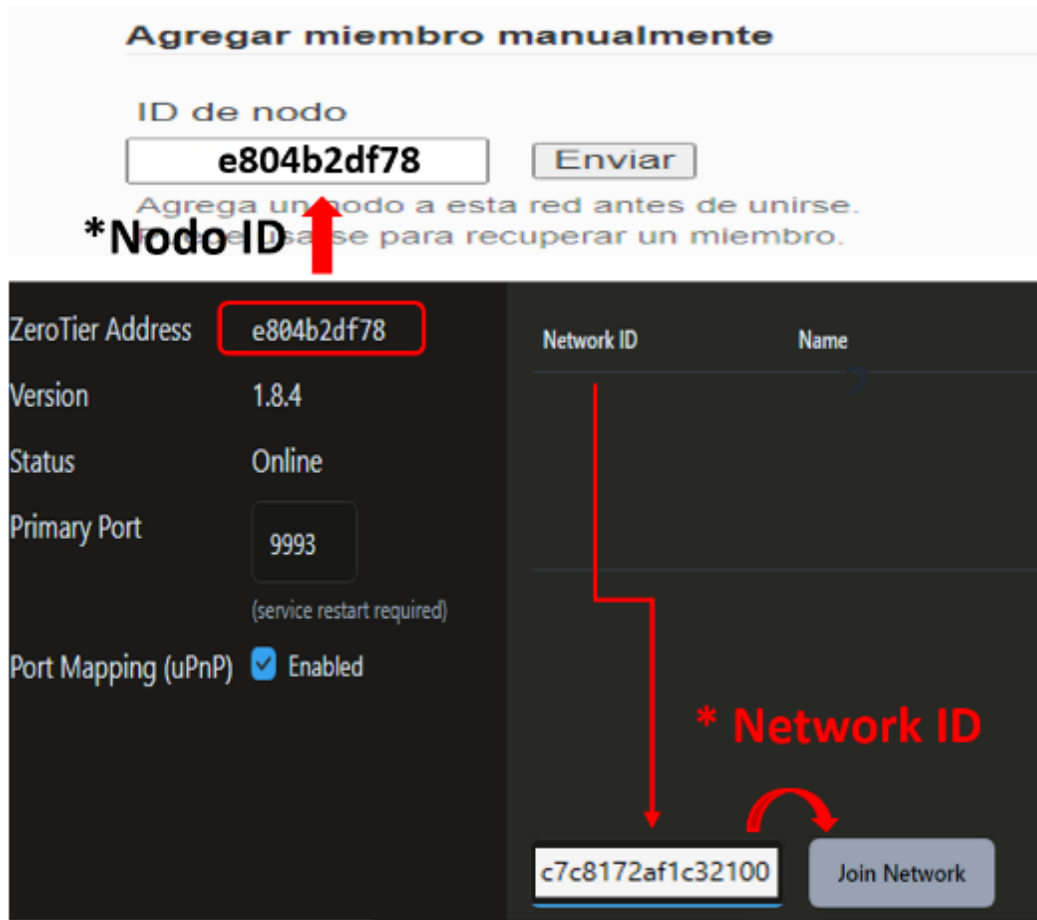 Agregar miembro manualmente
ID de nodo
e804b2df78 Enviar
Agrega un nodo a esta red antes de unirse.
*Nodo ID
se para recuperar un miembro.
ZeroTier Address e804b2df78
Network ID Name
Version 1.8.4
Status Online
Primary Port 9993
(service restart required)
Port Mapping (uPnP) Enabled
* Network ID
c7c8172af1c32100 Join Network